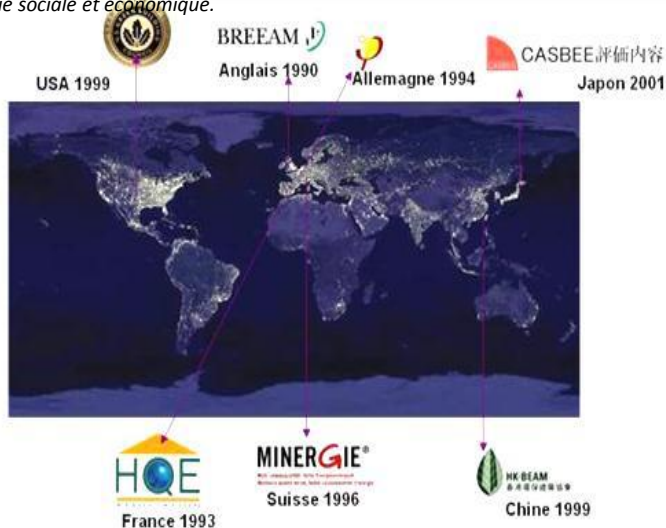 ie sociale et économique.
BREEAM
Anglais 1990
USA 1999
Allemagne 1994
CASBEE評価内容
Japon 2001
HQE
France 1993
MINERGIE®
Suisse 1996
HK-BEAM
Chine 1999